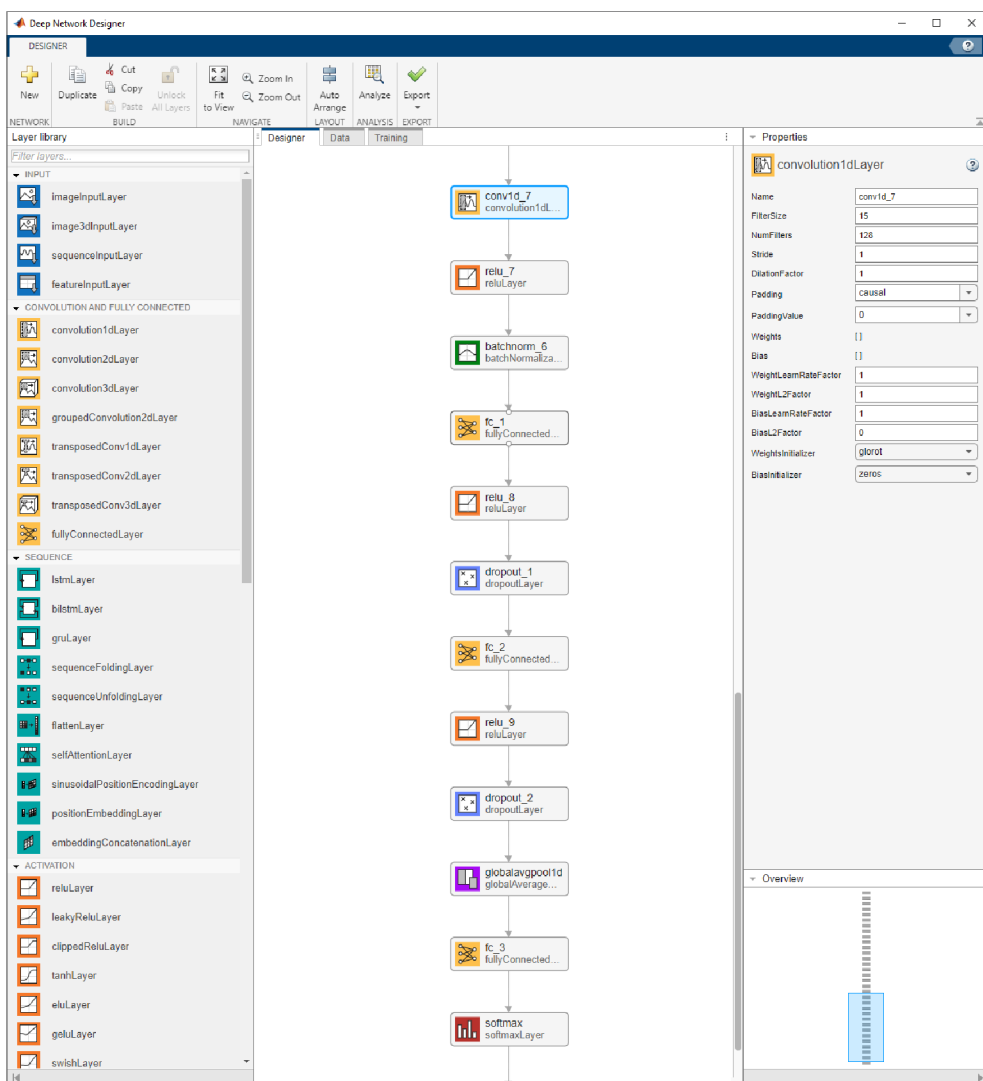 Deep Network Designer
DESIGNER
New
Duplicate
Cut
Copy
Paste
Unlock
All Layers
Fit
to View
Zoom In
Zoom Out
Auto
Arrange
Analyze
Export
NETWORK
BUILD
NAVIGATE
LAYOUT
ANALYSIS
EXPORT
Layer library
Filter layers...
INPUT
imageInputLayer
image3dInputLayer
sequenceInputLayer
featureInputLayer
CONVOLUTION AND FULLY CONNECTED
convolution1dLayer
convolution2dLayer
convolution3dLayer
groupedConvolution2dLayer
transposedConv1dLayer
transposedConv2dLayer
transposedConv3dLayer
fullyConnectedLayer
SEQUENCE
lstmLayer
bilstmLayer
gruLayer
sequenceFoldingLayer
sequenceUnfoldingLayer
flattenLayer
selfAttentionLayer
sinusoidalPositionEncodingLayer
positionEmbeddingLayer
embeddingConcatenationLayer
ACTIVATION
reluLayer
leakyReluLayer
clippedReluLayer
tanhLayer
eluLayer
geluLayer
swishLayer
Designer
Data
Training
conv1d_7
convolution1dL...
relu_7
reluLayer
batchnorm_6
batchNormaliza...
fc_1
fullyConnected...
relu_8
reluLayer
dropout_1
dropoutLayer
fc_2
fullyConnected...
relu_9
reluLayer
dropout_2
dropoutLayer
globalavgpool1d
globalAverage...
fc_3
fullyConnected...
softmax
softmaxLayer
Properties
convolution1dLayer
Name conv1d_7
FilterSize 15
NumFilters 128
Stride 1
DilationFactor 1
Padding causal
PaddingValue 0
Weights []
Bias []
WeightLearnRateFactor 1
WeightL2Factor 1
BiasLearnRateFactor 1
BiasL2Factor 0
WeightsInitializer glorot
BiasInitializer zeros
Overview